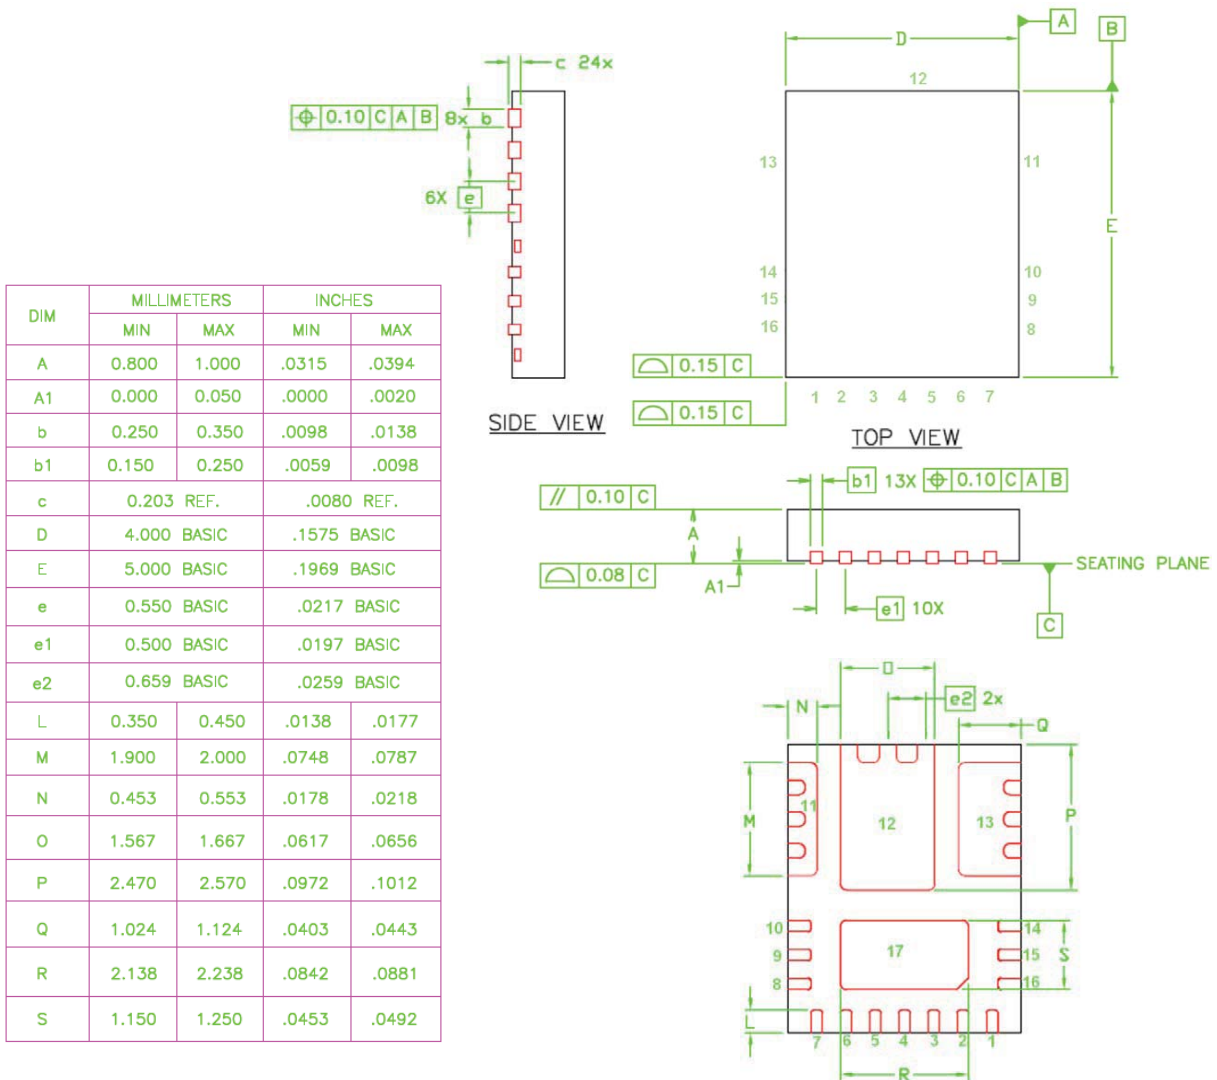 c 24x
⌖ 0.10 C A B 8x b
6X e
SIDE VIEW
D
A
B
12
13
11
E
14
10
15
9
16
8
⌓ 0.15 C
⌓ 0.15 C
1 2 3 4 5 6 7
TOP VIEW
DIM MILLIMETERS INCHES
MIN MAX MIN MAX
A 0.800 1.000 .0315 .0394
A1 0.000 0.050 .0000 .0020
b 0.250 0.350 .0098 .0138
b1 0.150 0.250 .0059 .0098
c 0.203 REF. .0080 REF.
D 4.000 BASIC .1575 BASIC
E 5.000 BASIC .1969 BASIC
e 0.550 BASIC .0217 BASIC
e1 0.500 BASIC .0197 BASIC
e2 0.659 BASIC .0259 BASIC
L 0.350 0.450 .0138 .0177
M 1.900 2.000 .0748 .0787
N 0.453 0.553 .0178 .0218
O 1.567 1.667 .0617 .0656
P 2.470 2.570 .0972 .1012
Q 1.024 1.124 .0403 .0443
R 2.138 2.238 .0842 .0881
S 1.150 1.250 .0453 .0492
b1 13X ⌖ 0.10 C A B
// 0.10 C
A
⌓ 0.08 C
A1
SEATING PLANE
e1 10X
C
O
N
e2 2x
Q
M
11
12
13
P
10
14
9
17
15
S
8
16
L
7 6 5 4 3 2 1
R